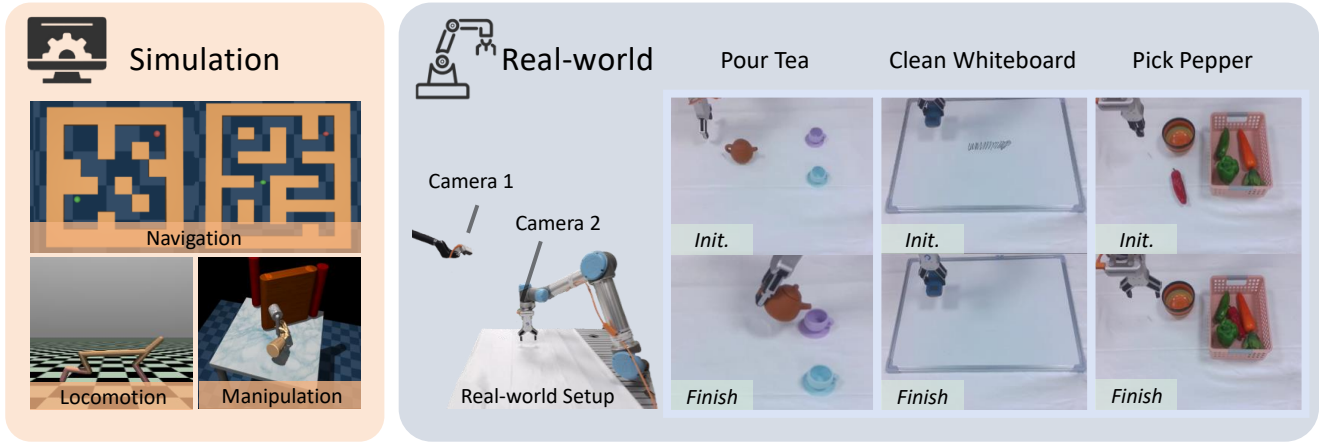 Simulation
Navigation
Locomotion
Manipulation
Real-world
Pour Tea
Clean Whiteboard
Pick Pepper
Camera 1
Camera 2
Real-world Setup
Init.
Init.
Init.
Finish
Finish
Finish